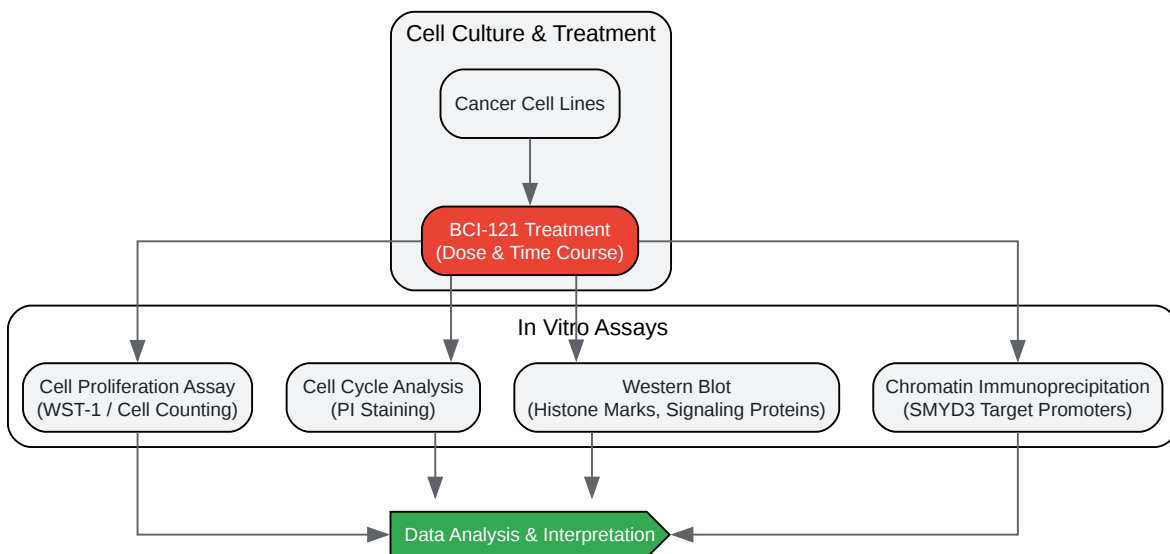 Cell Culture & Treatment
Cancer Cell Lines
BCI-121 Treatment
(Dose & Time Course)
In Vitro Assays
Cell Proliferation Assay
(WST-1 / Cell Counting)
Cell Cycle Analysis
(PI Staining)
Western Blot
(Histone Marks, Signaling Proteins)
Chromatin Immunoprecipitation
(SMYD3 Target Promoters)
Data Analysis & Interpretation